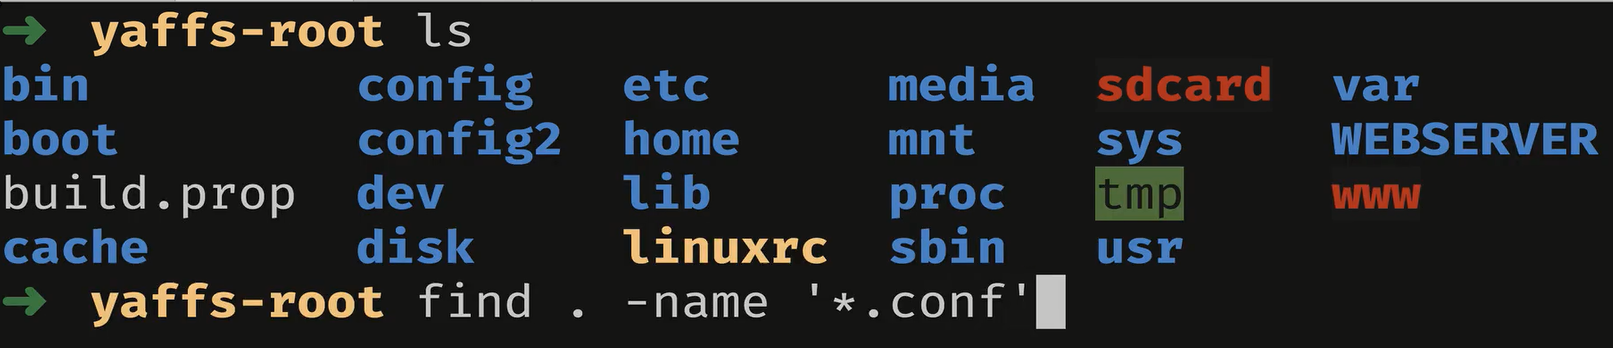 ➜ yaffs-root ls
bin config etc media sdcard var
boot config2 home mnt sys WEBSERVER
build.prop dev lib proc tmp www
cache disk linuxrc sbin usr
➜ yaffs-root find . -name '*.conf'